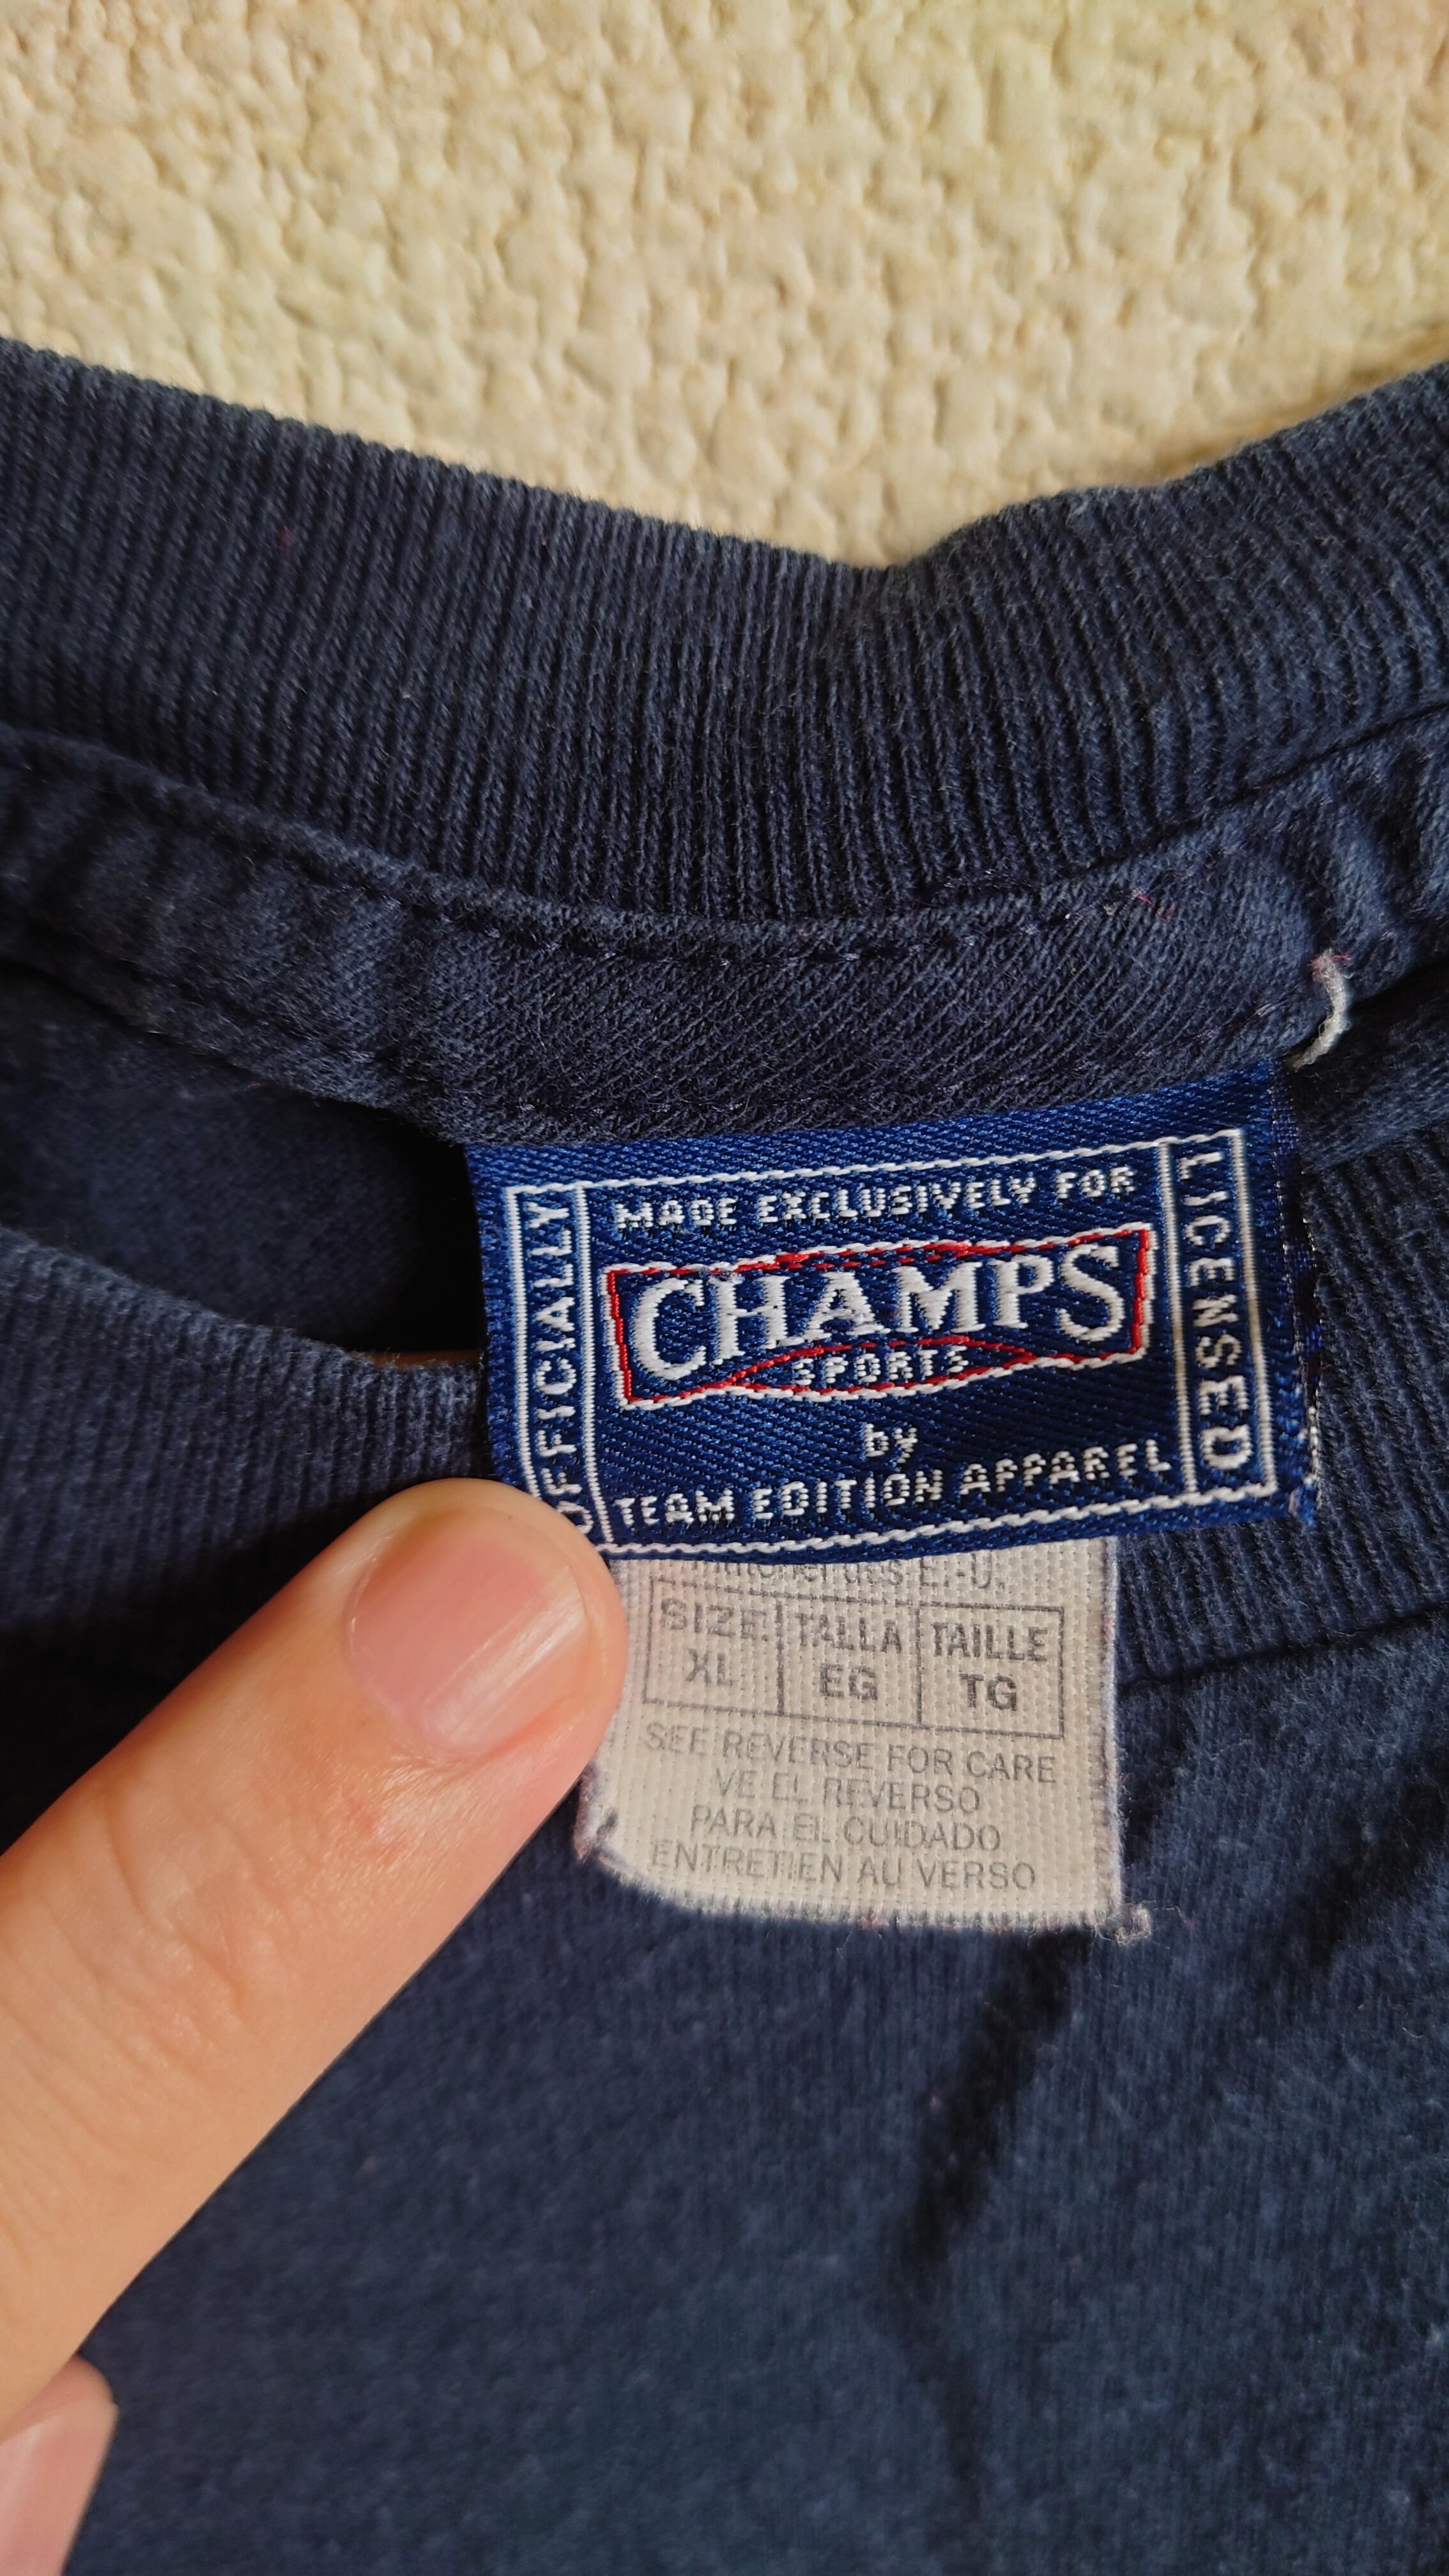 MADE EXCLUSIVELY FOR
OFFICIALLY
CHAMPS
SPORTS
LICENSED
by
TEAM EDITION APPAREL
des E.-U.
SIZE TALLA TAILLE
XL EG TG
SEE REVERSE FOR CARE
VE EL REVERSO
PARA EL CUIDADO
ENTRETIEN AU VERSO